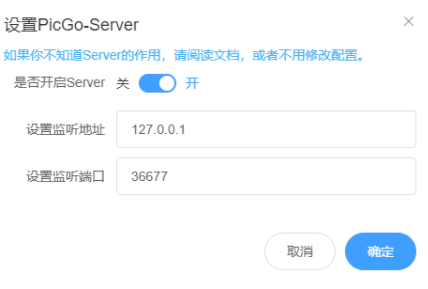 设置PicGo-Server
如果你不知道Server的作用，请阅读文档，或者不用修改配置。
是否开启Server 关 开
设置监听地址 127.0.0.1
设置监听端口 36677
取消 确定